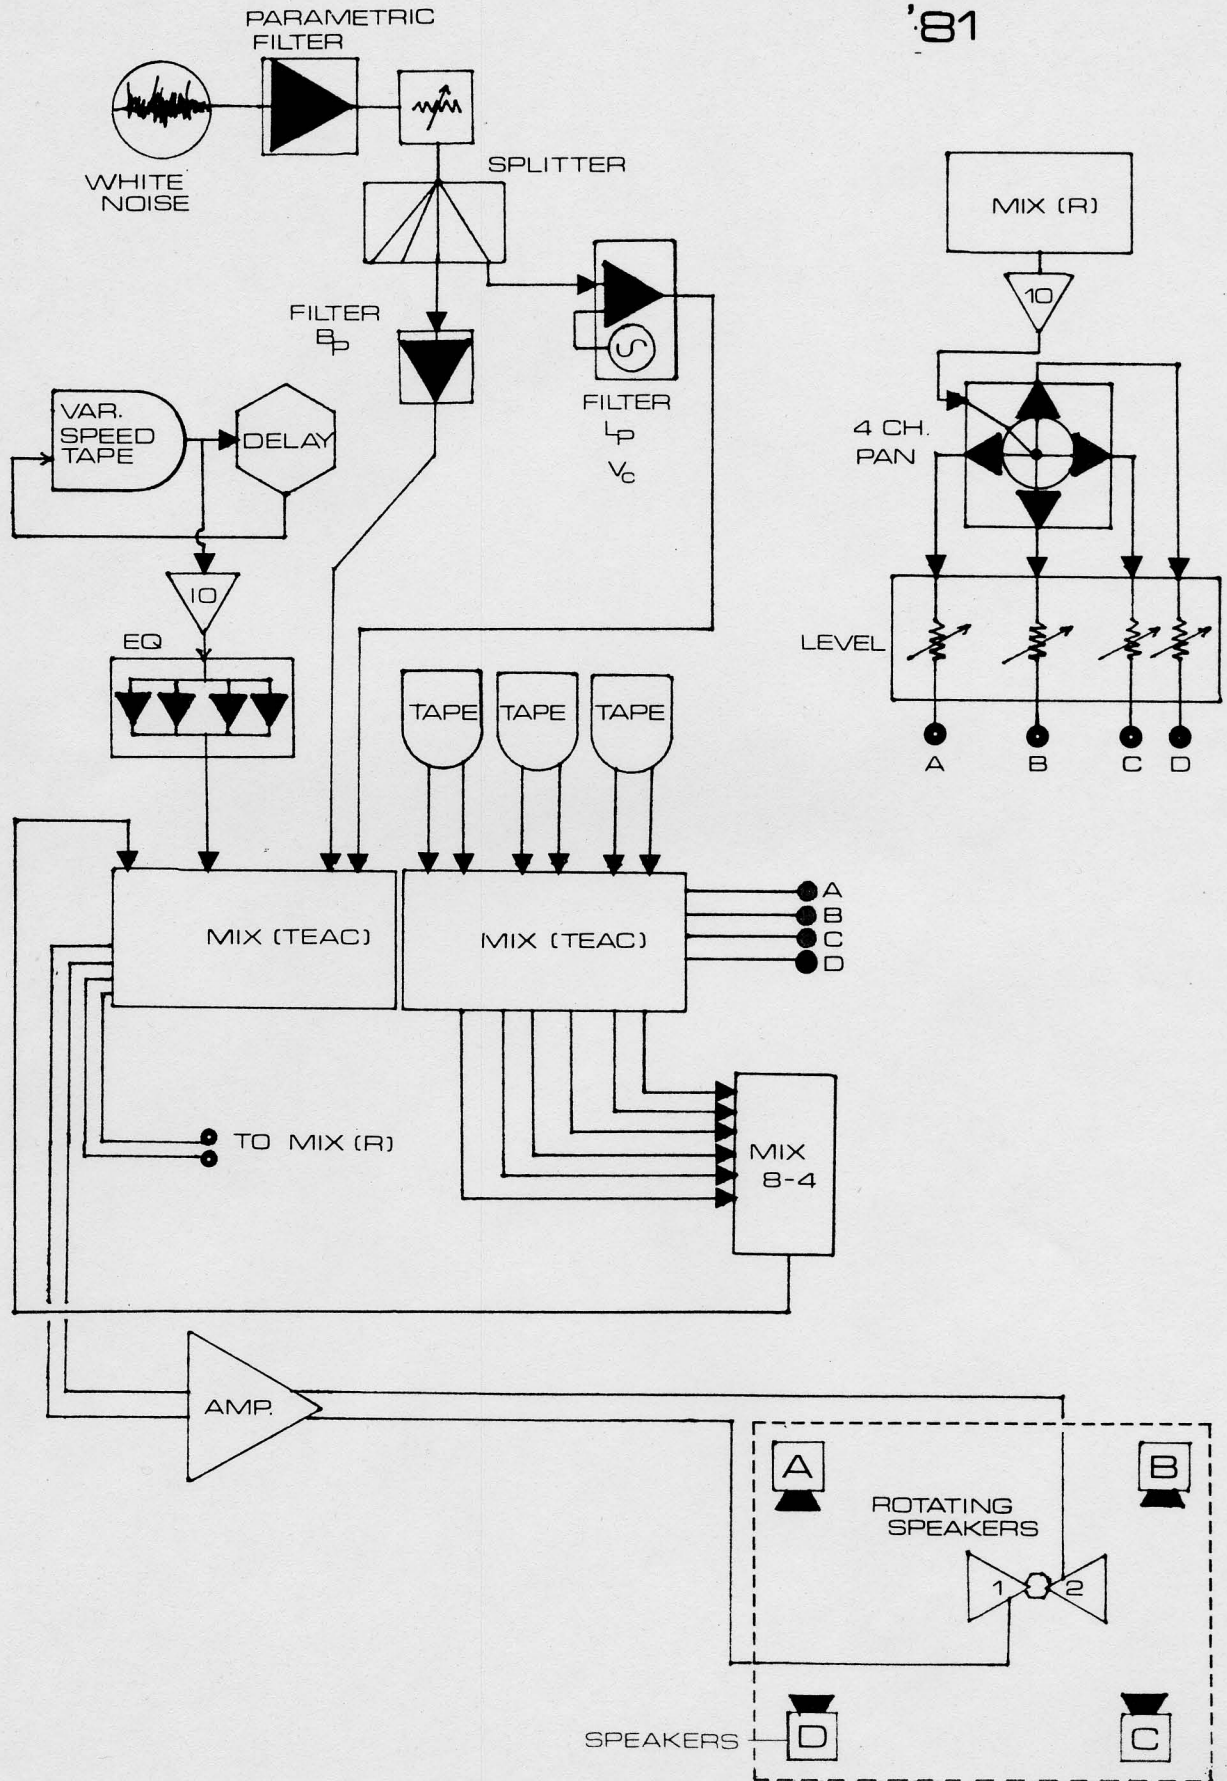 '81
PARAMETRIC
FILTER
WHITE
NOISE
SPLITTER
MIX (R)
10
FILTER
BP
FILTER
LP
VC
VAR.
SPEED
TAPE
DELAY
4 CH.
PAN
10
EQ
LEVEL
TAPE
TAPE
TAPE
A
B
C
D
MIX (TEAC)
MIX (TEAC)
A
B
C
D
TO MIX (R)
MIX
8-4
AMP.
A
B
ROTATING
SPEAKERS
1
2
SPEAKERS
D
C